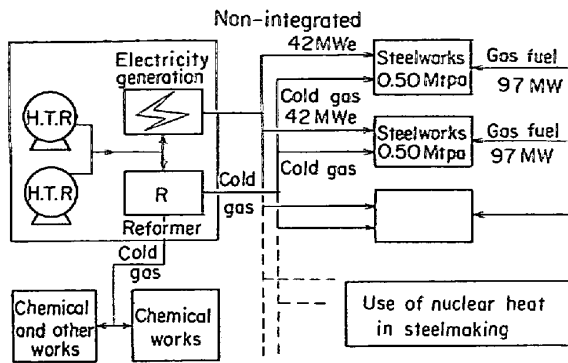 Non-integrated
42MWe
Electricity
generation
Steelworks
0.50Mtpa
Gas fuel
97 MW
H.T.R
Cold gas
42MWe
Steelworks
0.50Mtpa
Gas fuel
97MW
Cold gas
H.T.R
R
Cold
gas
Reformer
Cold
gas
Chemical
and other
works
Chemical
works
Use of nuclear heat
in steelmaking